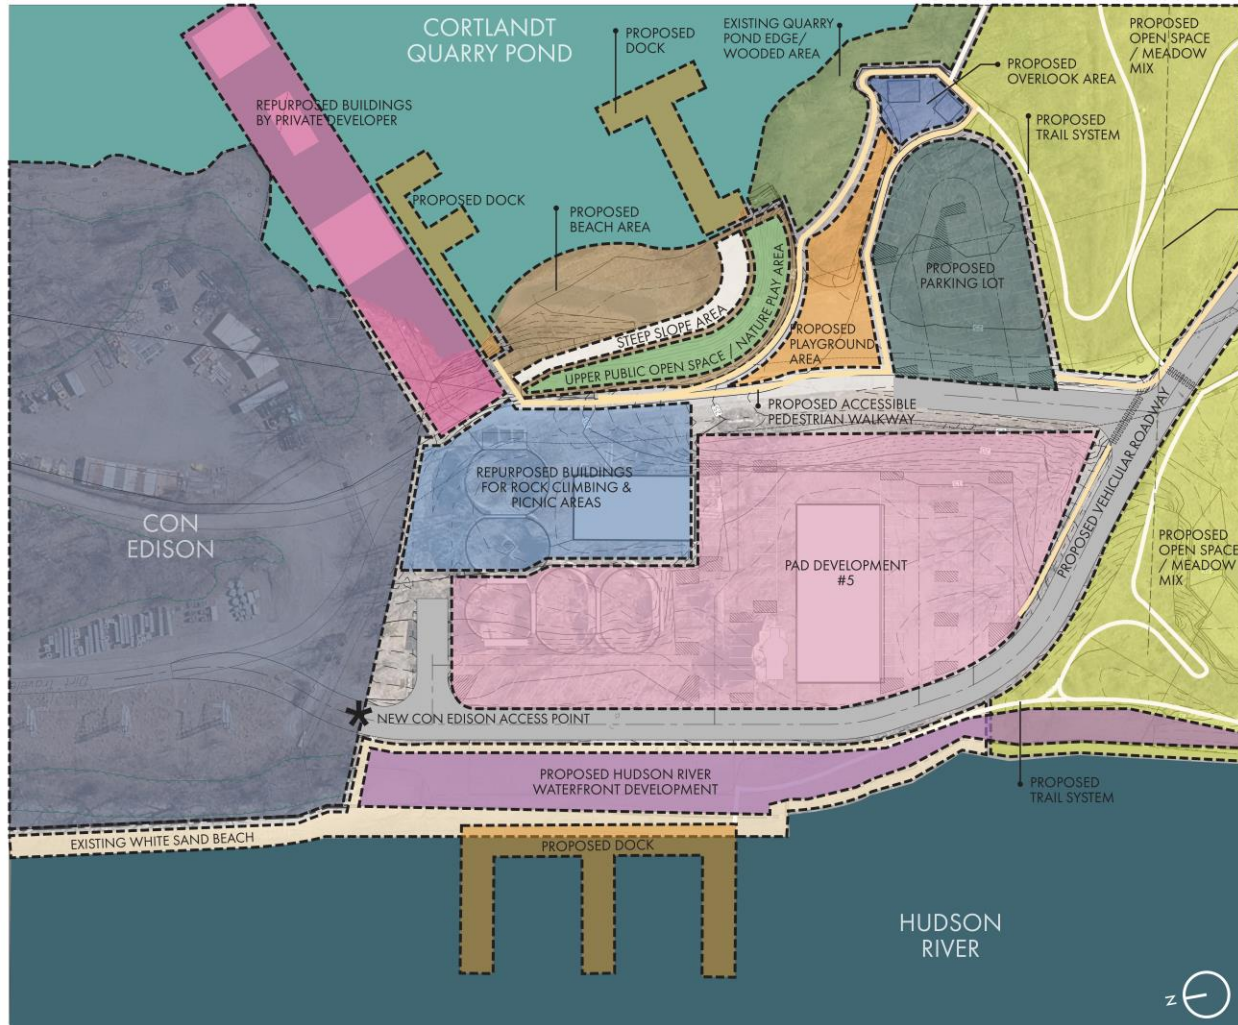 CORTLANDT
QUARRY POND
PROPOSED
DOCK
EXISTING QUARRY
POND EDGE/
WOODED AREA
PROPOSED
OPEN SPACE
/ MEADOW
MIX
PROPOSED
OVERLOOK AREA
REPURPOSED BUILDINGS
BY PRIVATE DEVELOPER
PROPOSED
TRAIL SYSTEM
PROPOSED DOCK
PROPOSED
BEACH AREA
PROPOSED
PARKING LOT
STEEP SLOPE AREA
UPPER PUBLIC OPEN SPACE / NATURE PLAY AREA
PROPOSED
PLAYGROUND
AREA
PROPOSED ACCESSIBLE
PEDESTRIAN WALKWAY
REPURPOSED BUILDINGS
FOR ROCK CLIMBING &
PICNIC AREAS
PROPOSED VEHICULAR ROADWAY
CON
EDISON
PAD DEVELOPMENT
#5
PROPOSED
OPEN SPACE
/ MEADOW
MIX
* NEW CON EDISON ACCESS POINT
PROPOSED HUDSON RIVER
WATERFRONT DEVELOPMENT
PROPOSED
TRAIL SYSTEM
EXISTING WHITE SAND BEACH
PROPOSED DOCK
HUDSON
RIVER
N